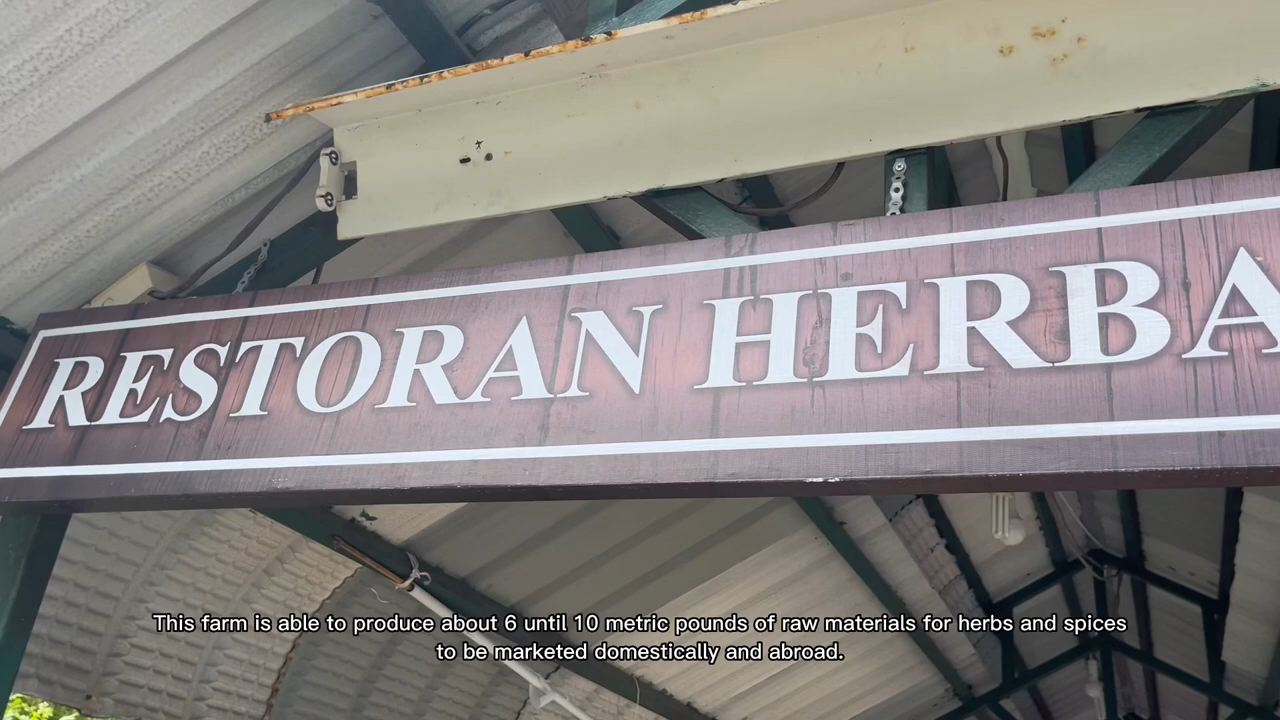 RESTORAN HERBA
This farm is able to produce about 6 until 10 metric pounds of raw materials for herbs and spices
to be marketed domestically and abroad.